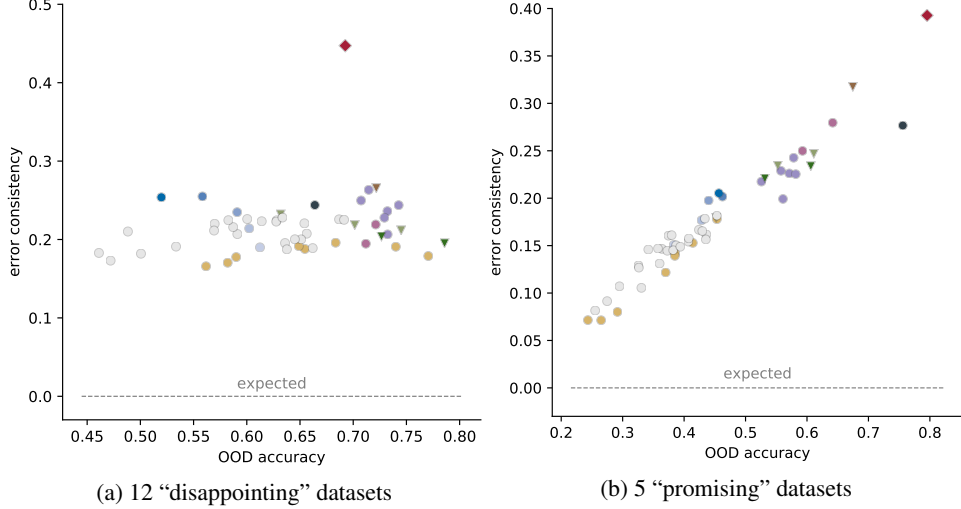 0.5
0.4
0.3
0.2
0.1
0.0
error consistency
expected
0.45 0.50 0.55 0.60 0.65 0.70 0.75 0.80
OOD accuracy
(a) 12 “disappointing” datasets
0.40
0.35
0.30
0.25
0.20
0.15
0.10
0.05
0.00
error consistency
expected
0.2 0.3 0.4 0.5 0.6 0.7 0.8
OOD accuracy
(b) 5 “promising” datasets